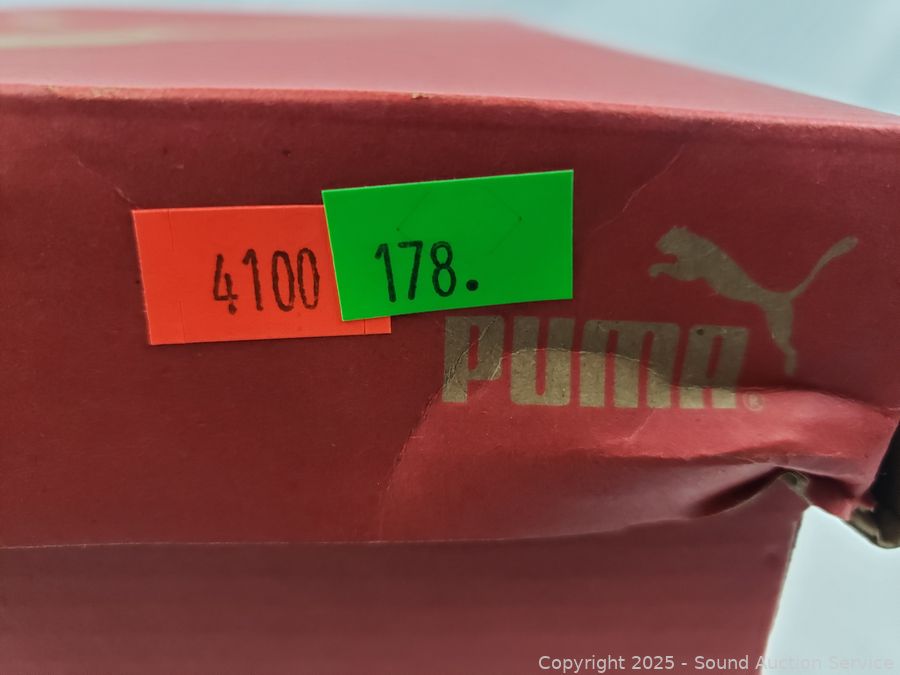 4100
178.
PUMA®
Copyright 2025 - Sound Auction Service